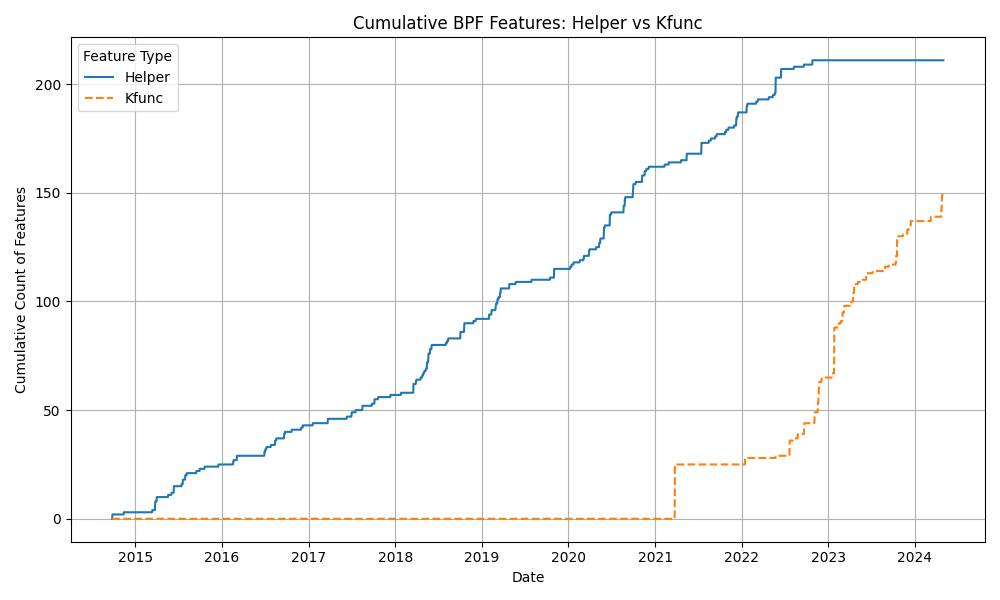 Cumulative BPF Features: Helper vs Kfunc
Feature Type
Helper
Kfunc
Cumulative Count of Features
200
150
100
50
0
2015 2016 2017 2018 2019 2020 2021 2022 2023 2024
Date